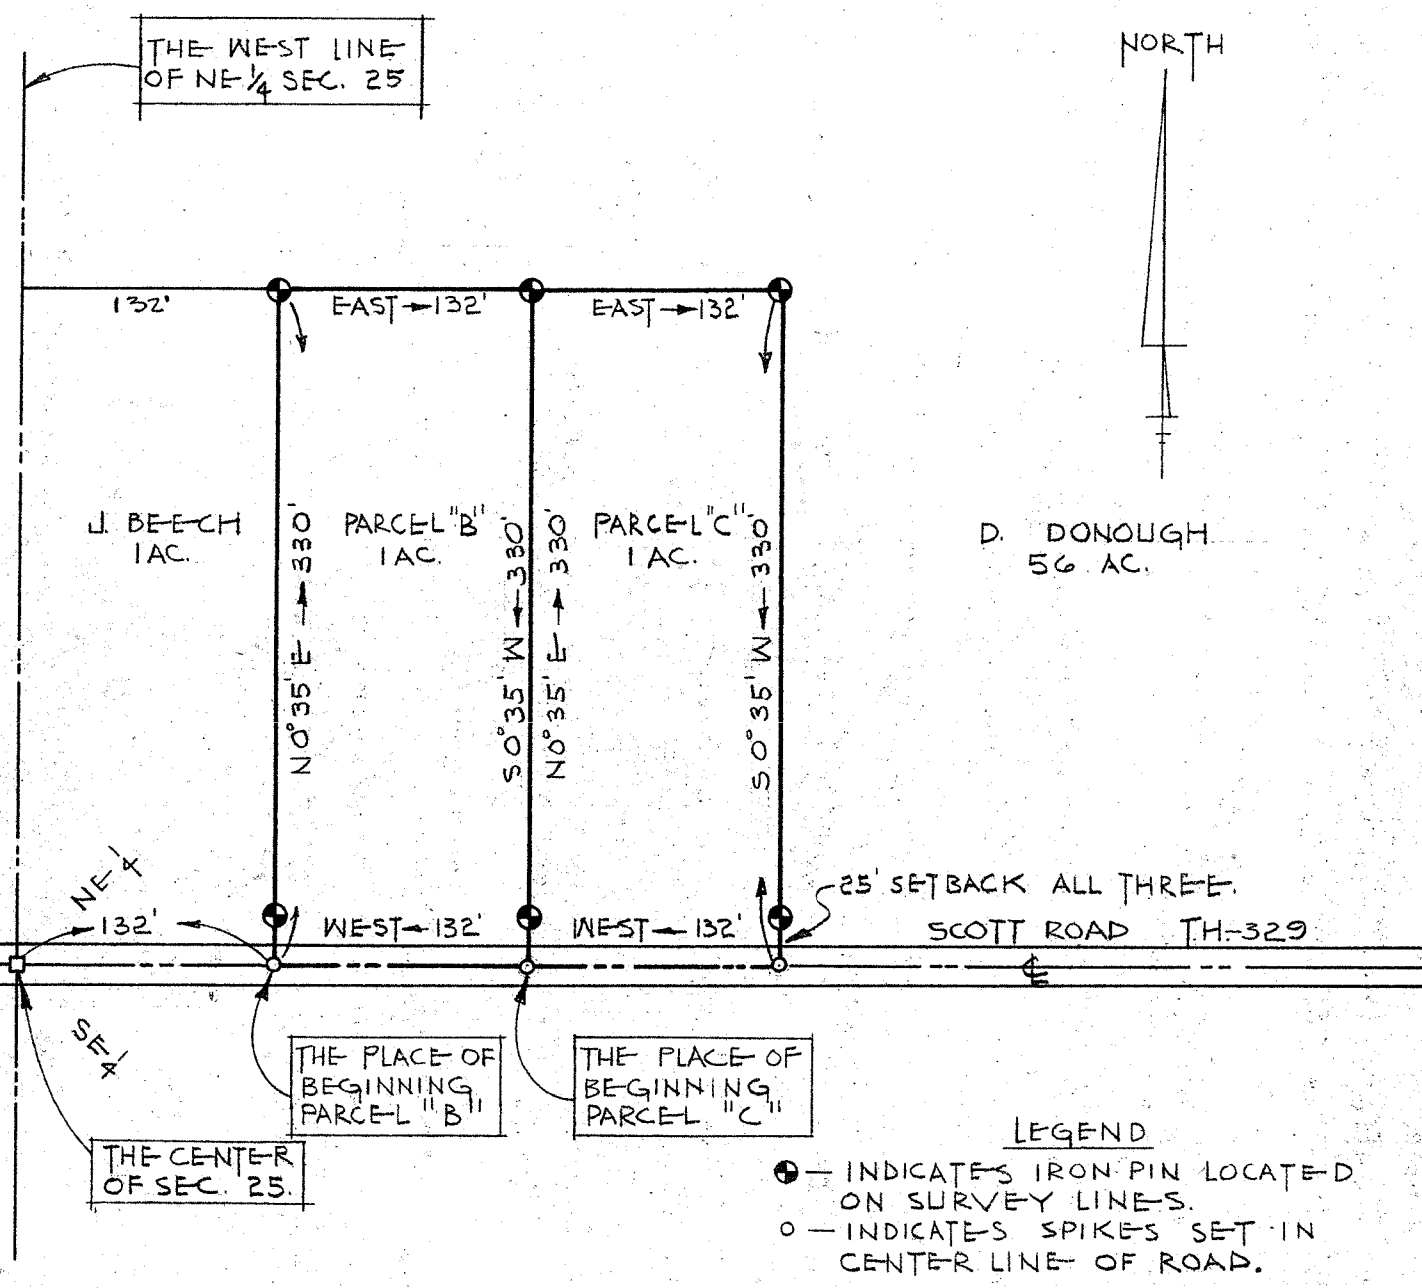 THE WEST LINE
OF NE 1/4 SEC. 25
NORTH
132'
EAST → 132'
EAST → 132'
J. BEECH
1 AC.
N 0° 35' E → 330'
PARCEL "B"
1 AC.
S 0° 35' W ← 330'
N 0° 35' E → 330'
PARCEL "C"
1 AC.
S 0° 35' W ← 330'
D. DONOUGH
56 AC.
NE 1/4
132'
WEST ← 132'
WEST ← 132'
25' SETBACK ALL THREE.
SCOTT ROAD T.H.-329
℄
SE 1/4
THE PLACE OF
BEGINNING
PARCEL "B"
THE PLACE OF
BEGINNING
PARCEL "C"
THE CENTER
OF SEC. 25.
LEGEND
— INDICATES IRON PIN LOCATED
ON SURVEY LINES.
— INDICATES SPIKES SET IN
CENTER LINE OF ROAD.